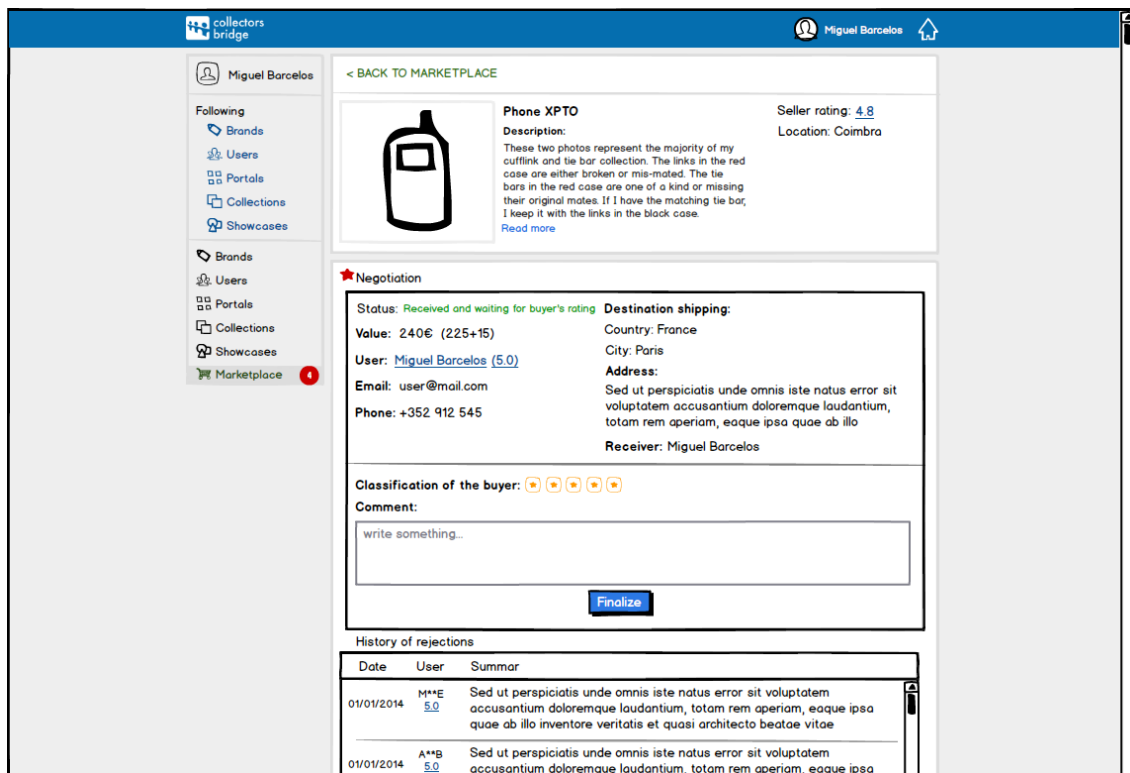 collectors
bridge
Miguel Barcelos
Miguel Barcelos
Following
Brands
Users
Portals
Collections
Showcases
Brands
Users
Portals
Collections
Showcases
Marketplace 4
< BACK TO MARKETPLACE
Phone XPTO
Description:
These two photos represent the majority of my
cufflink and tie bar collection. The links in the red
case are either broken or mis-mated. The tie
bars in the red case are one of a kind or missing
their original mates. If I have the matching tie bar,
I keep it with the links in the black case.
Read more
Seller rating: 4.8
Location: Coimbra
Negotiation
Status: Received and waiting for buyer's rating
Value: 240€ (225+15)
User: Miguel Barcelos (5.0)
Email: user@mail.com
Phone: +352 912 545
Destination shipping:
Country: France
City: Paris
Address:
Sed ut perspiciatis unde omnis iste natus error sit
voluptatem accusantium doloremque laudantium,
totam rem aperiam, eaque ipsa quae ab illo
Receiver: Miguel Barcelos
Classification of the buyer:
Comment:
write something...
Finalize
History of rejections
Date User Summar
01/01/2014 M**E 5.0 Sed ut perspiciatis unde omnis iste natus error sit voluptatem
accusantium doloremque laudantium, totam rem aperiam, eaque ipsa
quae ab illo inventore veritatis et quasi architecto beatae vitae
01/01/2014 A**B 5.0 Sed ut perspiciatis unde omnis iste natus error sit voluptatem
accusantium doloremque laudantium, totam rem aperiam, eaque ipsa